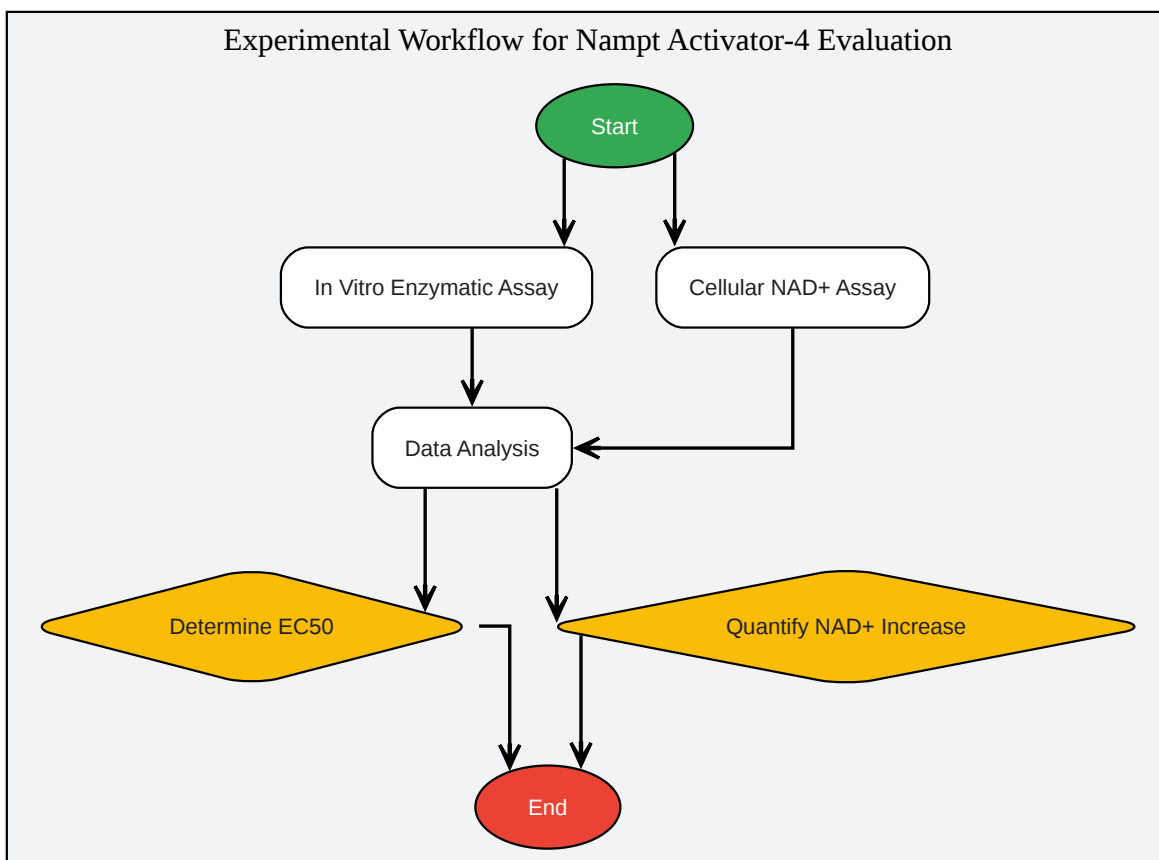 Experimental Workflow for Nampt Activator-4 Evaluation
Start
In Vitro Enzymatic Assay
Cellular NAD+ Assay
Data Analysis
Determine EC50
Quantify NAD+ Increase
End